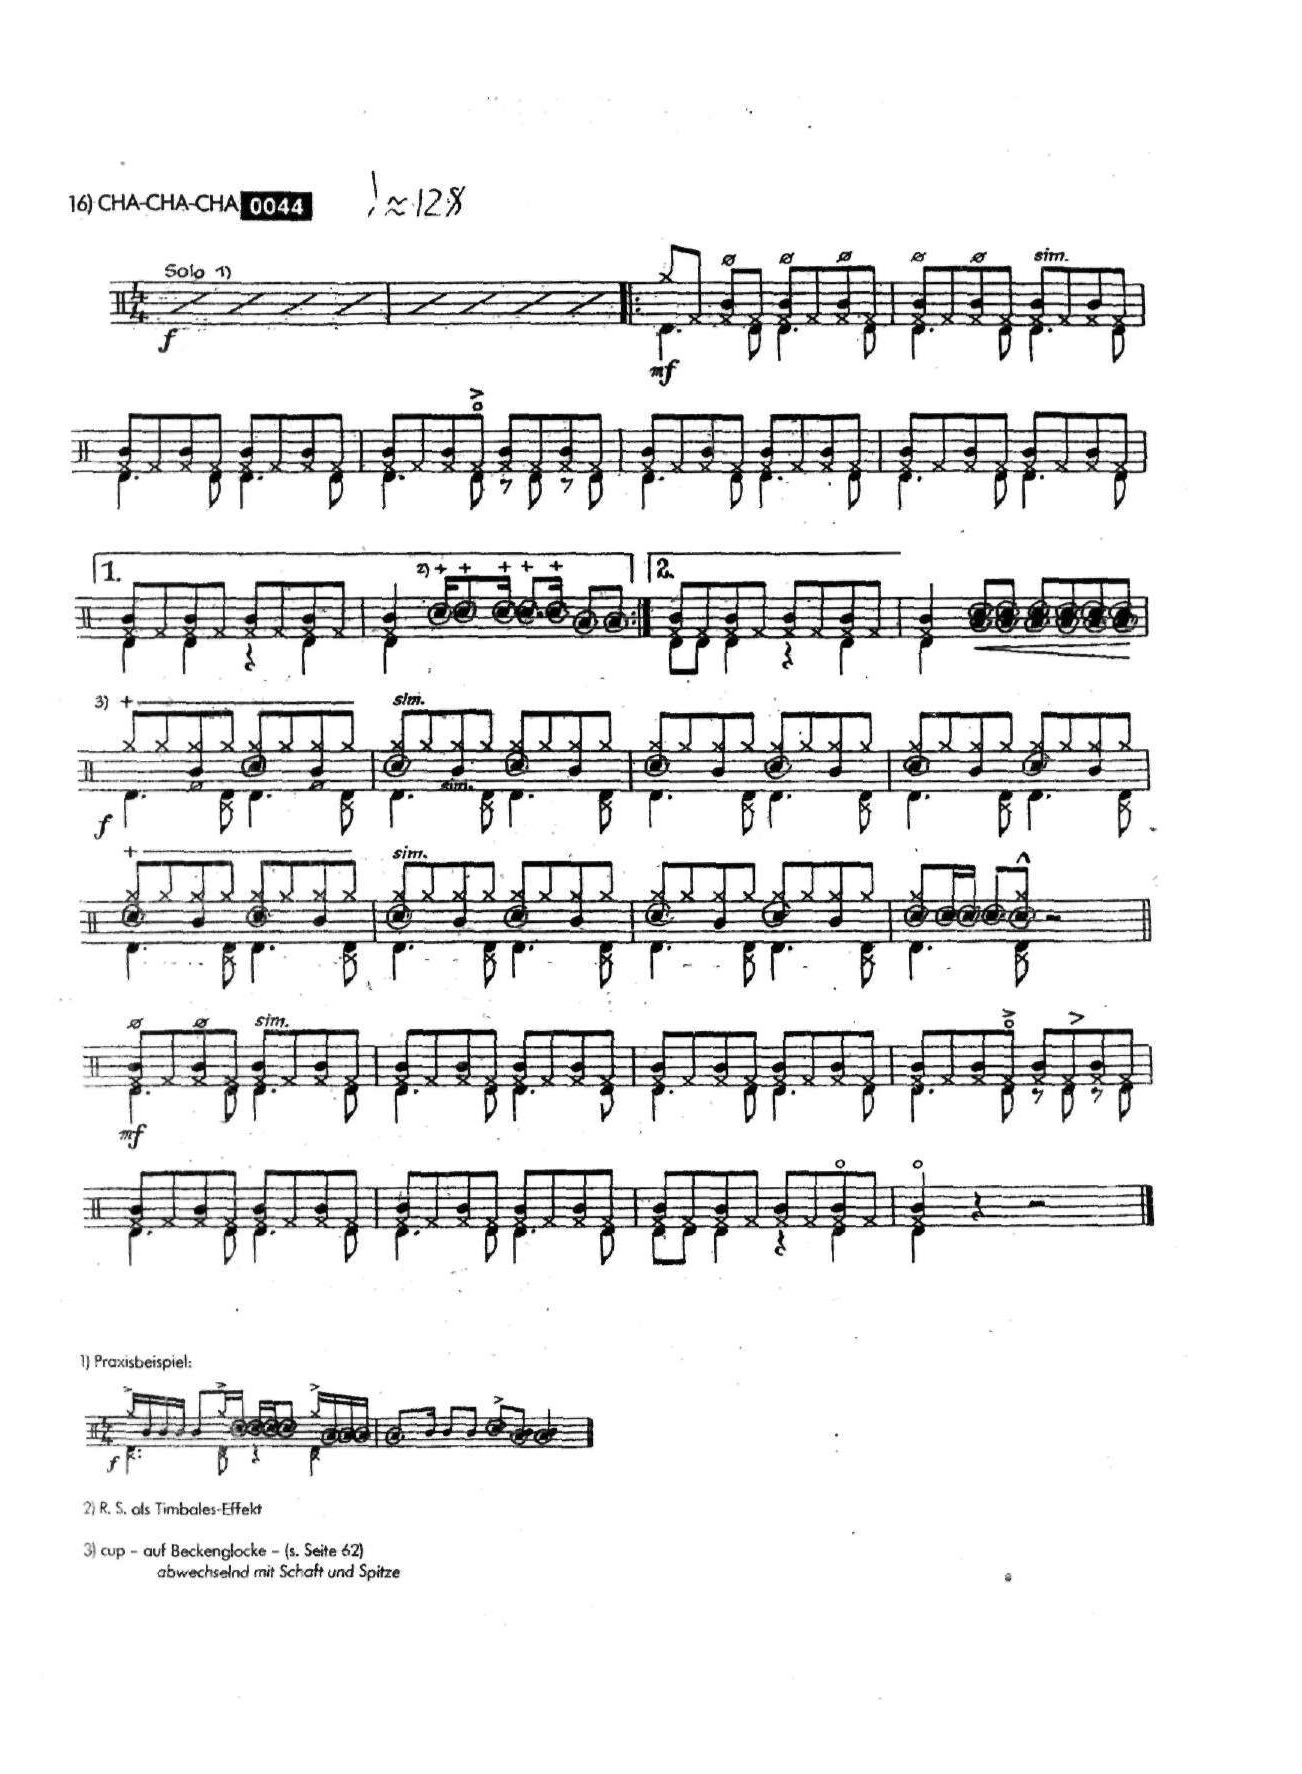 16) CHA-CHA-CHA 0044 ♩ ≈ 128
Solo 1)
f
sim.
mf
1.
2) + + + + +
2.
3) +
sim.
sim.
f
+
sim.
sim.
mf
1) Praxisbeispiel:
f
2) R. S. als Timbales-Effekt
3) cup – auf Beckenglocke – (s. Seite 62)
abwechselnd mit Schaft und Spitze